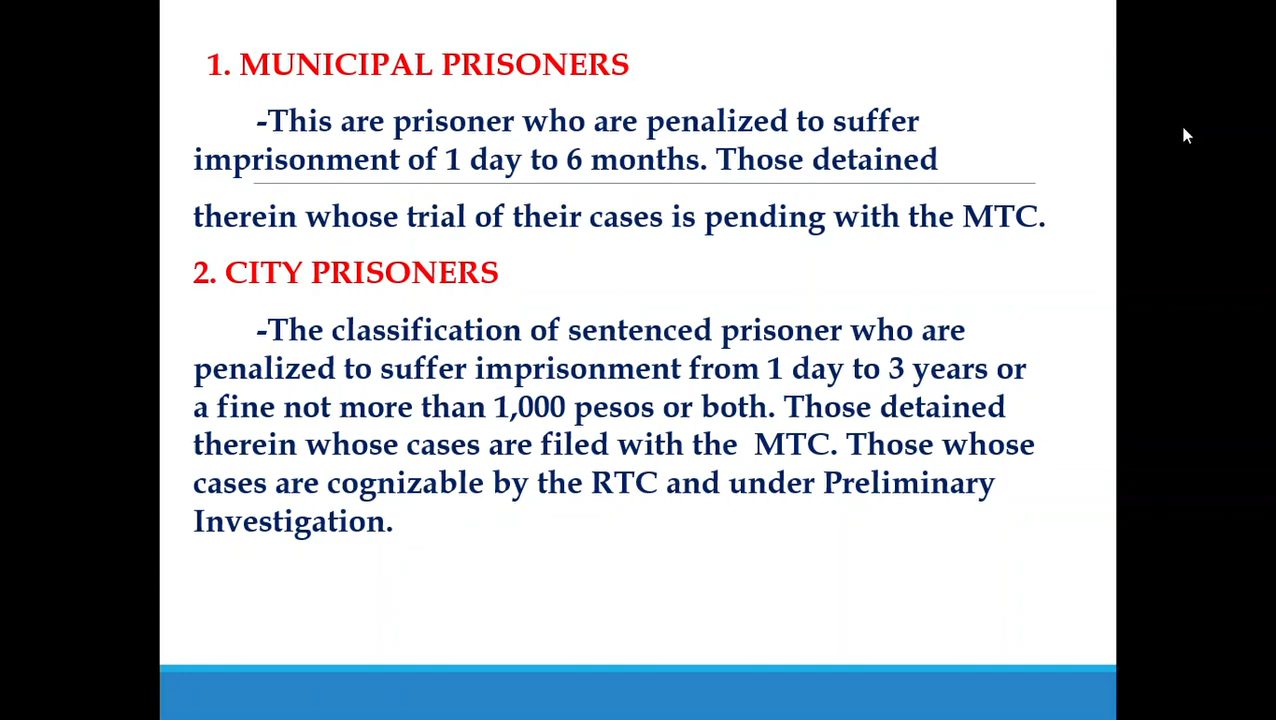 1. MUNICIPAL PRISONERS
-This are prisoner who are penalized to suffer
imprisonment of 1 day to 6 months. Those detained
therein whose trial of their cases is pending with the MTC.
2. CITY PRISONERS
-The classification of sentenced prisoner who are
penalized to suffer imprisonment from 1 day to 3 years or
a fine not more than 1,000 pesos or both. Those detained
therein whose cases are filed with the MTC. Those whose
cases are cognizable by the RTC and under Preliminary
Investigation.